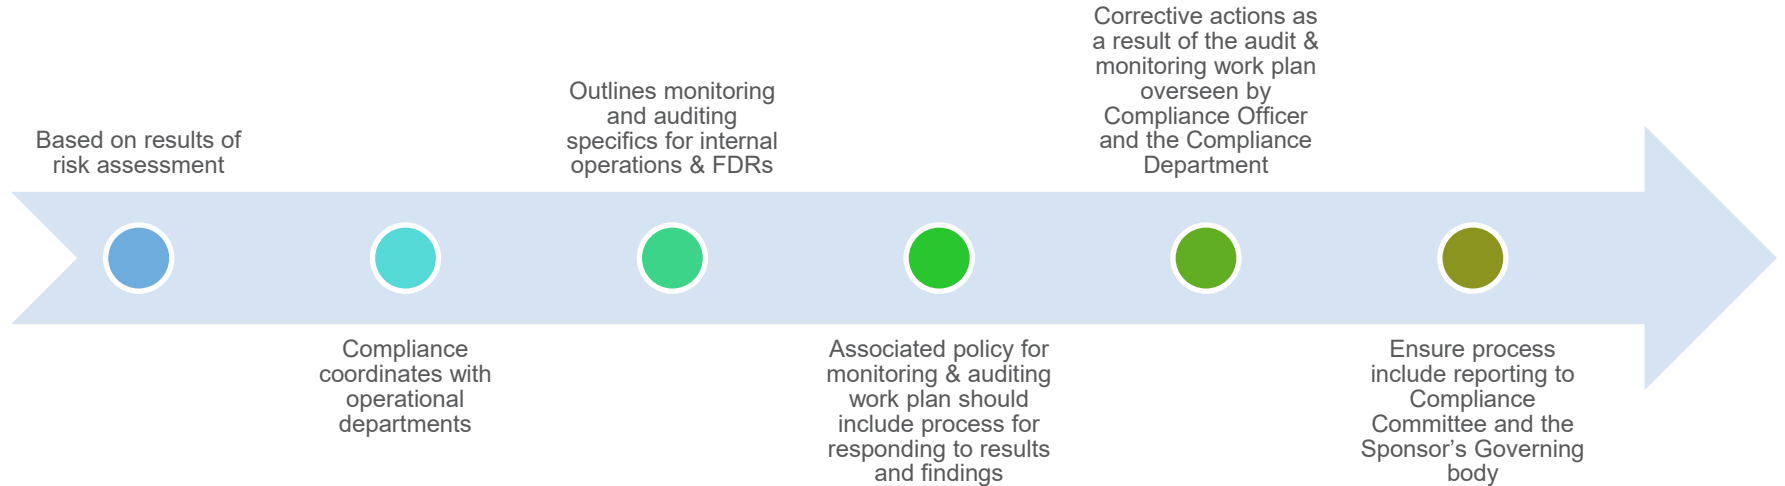 Based on results of
risk assessment
Compliance
coordinates with
operational
departments
Outlines monitoring
and auditing
specifics for internal
operations & FDRs
Associated policy for
monitoring & auditing
work plan should
include process for
responding to results
and findings
Corrective actions as
a result of the audit &
monitoring work plan
overseen by
Compliance Officer
and the Compliance
Department
Ensure process
include reporting to
Compliance
Committee and the
Sponsor’s Governing
body